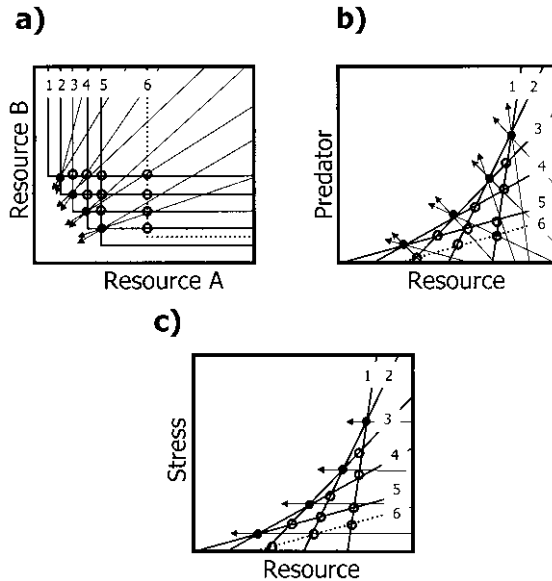 a)
1 2 3 4 5 6
Resource B
Resource A
b)
1 2
3
4
5
6
Predator
Resource
c)
1 2
3
4
5
6
Stress
Resource